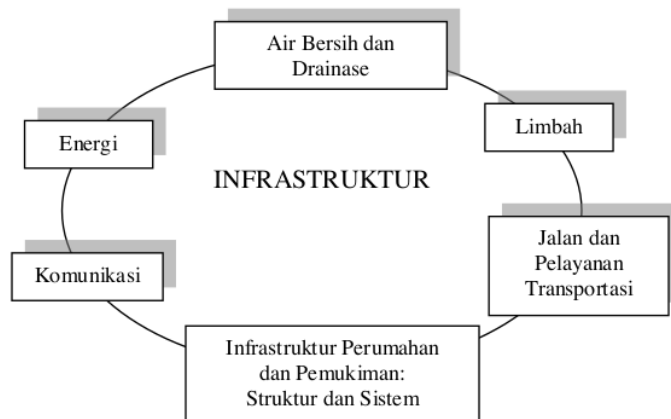 Air Bersih dan
Drainase
Energi
Limbah
INFRASTRUKTUR
Komunikasi
Jalan dan
Pelayanan
Transportasi
Infrastruktur Perumahan
dan Pemukiman:
Struktur dan Sistem